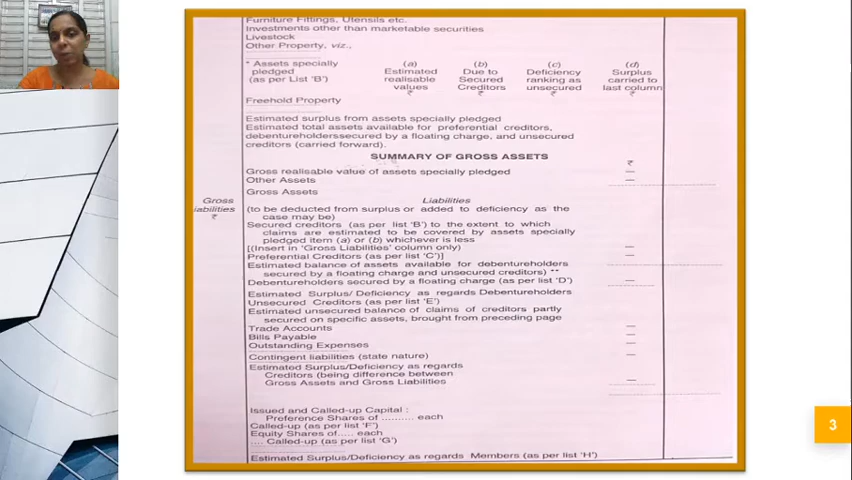 Furniture Fittings, Utensils etc.
Investments other than marketable securities
Livestock
Other Property, viz.,
* Assets specially pledged (as per List 'B')
(a) Estimated realisable values ₹
(b) Due to Secured Creditors ₹
(c) Deficiency ranking as unsecured ₹
(d) Surplus carried to last column ₹
Freehold Property
Estimated surplus from assets specially pledged
Estimated total assets available for preferential creditors,
debentureholderssecured by a floating charge, and unsecured
creditors (carried forward).
SUMMARY OF GROSS ASSETS
₹
Gross realisable value of assets specially pledged —
Other Assets —
Gross Assets
Gross liabilities ₹
Liabilities
(to be deducted from surplus or added to deficiency as the
case may be)
Secured creditors (as per list 'B') to the extent to which
claims are estimated to be covered by assets specially
pledged item (a) or (b) whichever is less
[(Insert in 'Gross Liabilities' column only) —
Preferential Creditors (as per list 'C')] —
Estimated balance of assets available for debentureholders
secured by a floating charge and unsecured creditors) **
Debentureholders secured by a floating charge (as per list 'D') —
Estimated Surplus/ Deficiency as regards Debentureholders
Unsecured Creditors (as per list 'E')
Estimated unsecured balance of claims of creditors partly
secured on specific assets, brought from preceding page
Trade Accounts —
Bills Payable —
Outstanding Expenses —
Contingent liabilities (state nature) —
Estimated Surplus/Deficiency as regards
Creditors (being difference between
Gross Assets and Gross Liabilities —
Issued and Called-up Capital :
Preference Shares of .......... each
Called-up (as per list 'F')
Equity Shares of..... each
.... Called-up (as per list 'G')
Estimated Surplus/Deficiency as regards Members (as per list 'H')
3